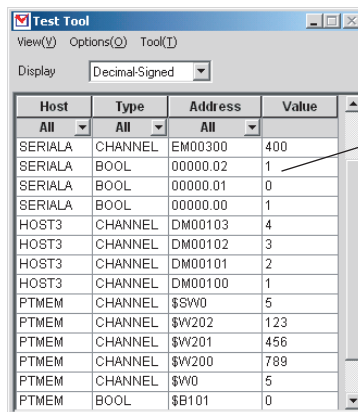 Test Tool
View(V) Options(O) Tool(T)
Display Decimal-Signed
Host Type Address Value
All All All
SERIALA CHANNEL EM00300 400
SERIALA BOOL 00000.02 1
SERIALA BOOL 00000.01 0
SERIALA BOOL 00000.00 1
HOST3 CHANNEL DM00103 4
HOST3 CHANNEL DM00102 3
HOST3 CHANNEL DM00101 2
HOST3 CHANNEL DM00100 1
PTMEM CHANNEL $SW0 5
PTMEM CHANNEL $W202 123
PTMEM CHANNEL $W201 456
PTMEM CHANNEL $W200 789
PTMEM CHANNEL $W0 5
PTMEM BOOL $B101 0